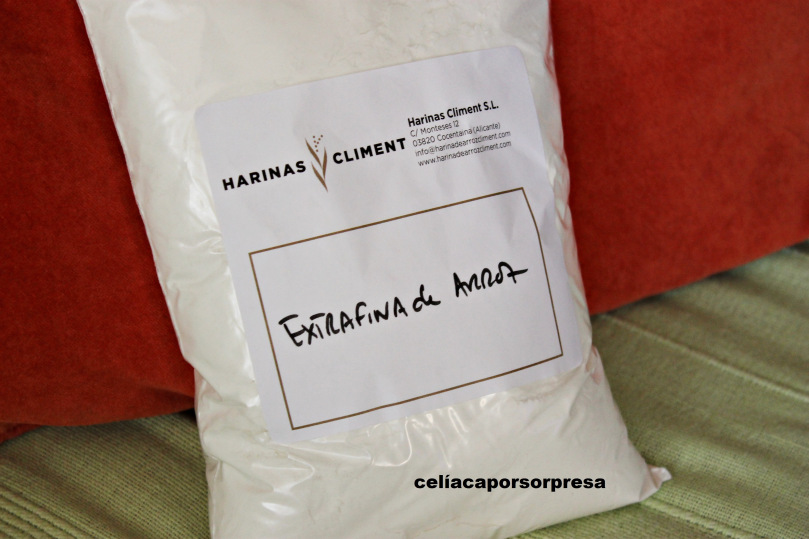 HARINAS CLIMENT
Harinas Climent S.L.
C/ Monteses 12
03820 Cocentaina (Alicante)
info@harinadearrozcliment.com
www.harinadearrozcliment.com
EXTRAFINA de ARROZ
celíacaporsorpresa